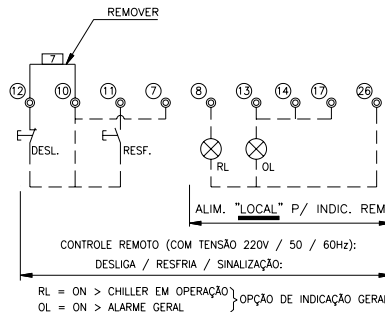 REMOVER
7
12 10 11 7 8 13 14 17 26
DESL. RESF.
RL OL
ALIM. "LOCAL" P/ INDIC. REM
CONTROLE REMOTO (COM TENSÃO 220V / 50 / 60Hz):
DESLIGA / RESFRIA / SINALIZAÇÃO:
RL = ON > CHILLER EM OPERAÇÃO
OL = ON > ALARME GERAL
OPÇÃO DE INDICAÇÃO GERAL